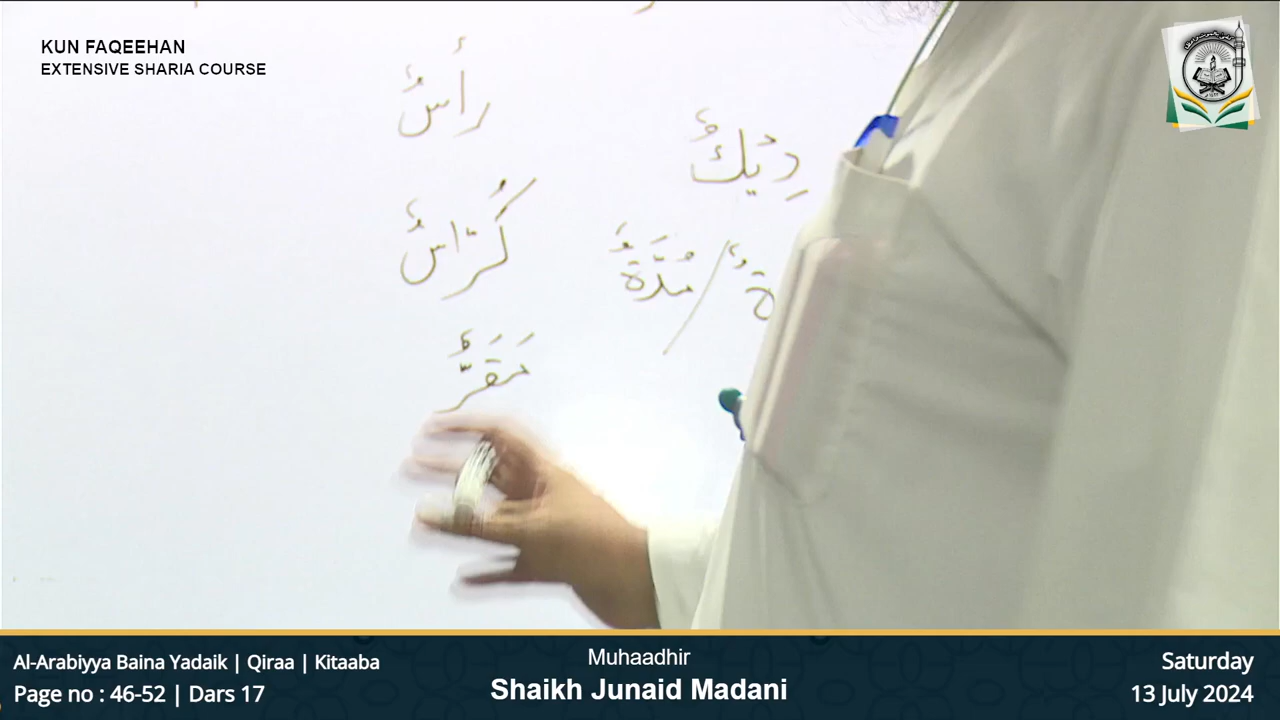 KUN FAQEEHAN
EXTENSIVE SHARIA COURSE
رأسٌ
دِيْكٌ
كُرَّاسٌ
ةٌ / مُدَّةٌ
مَقَرٌّ
Al-Arabiyya Baina Yadaik | Qiraa | Kitaaba
Page no : 46-52 | Dars 17
Muhaadhir
Shaikh Junaid Madani
Saturday
13 July 2024